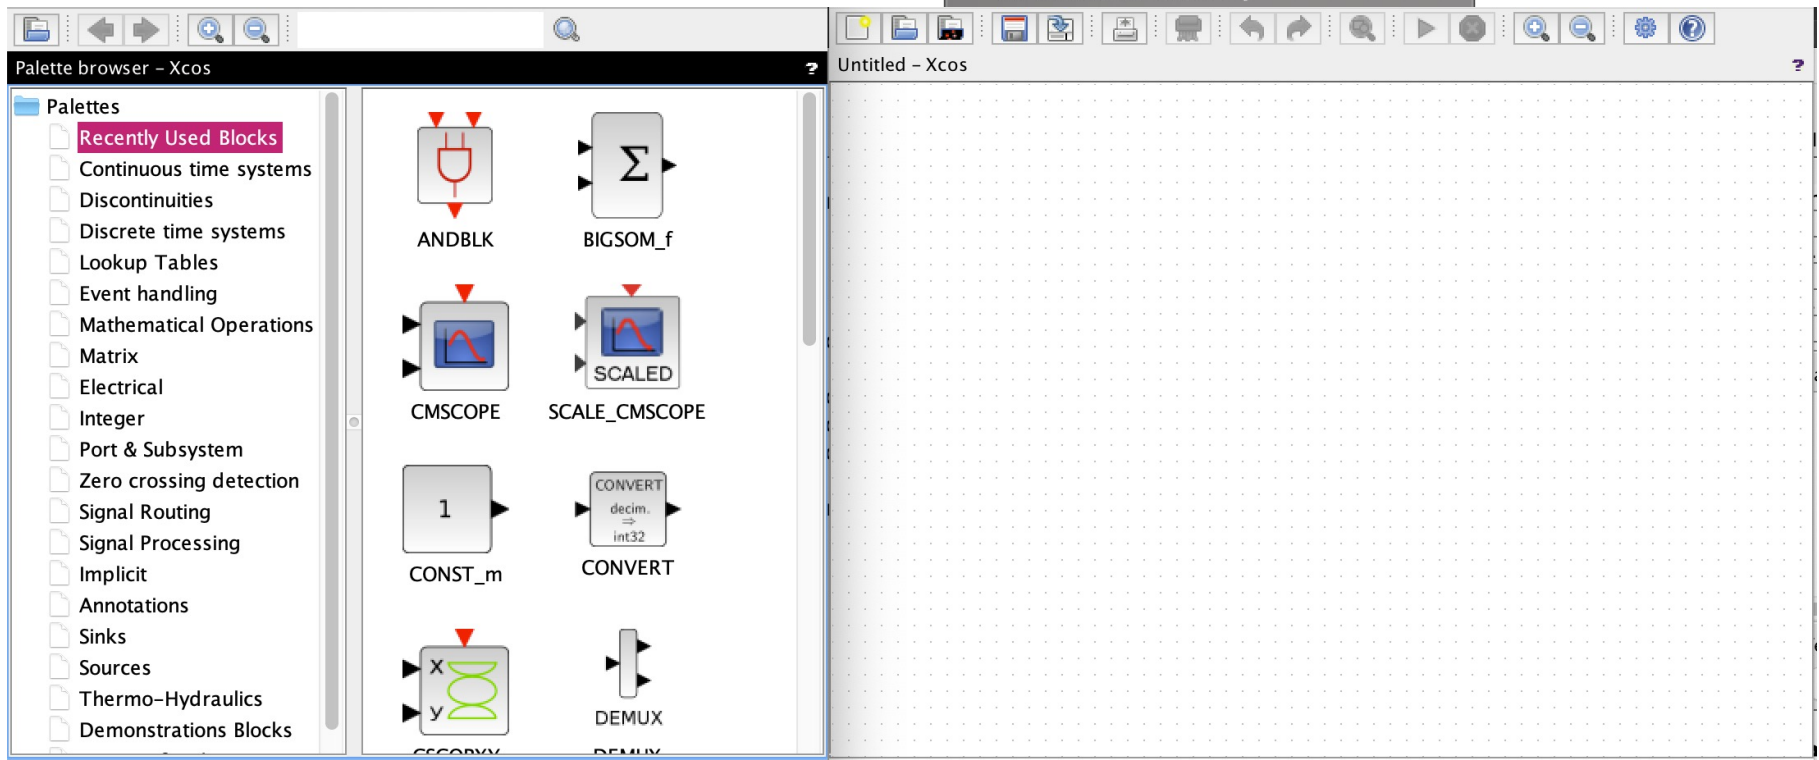 Palette browser – Xcos
?
Untitled – Xcos
?
Palettes
Recently Used Blocks
Continuous time systems
Discontinuities
Discrete time systems
Lookup Tables
Event handling
Mathematical Operations
Matrix
Electrical
Integer
Port & Subsystem
Zero crossing detection
Signal Routing
Signal Processing
Implicit
Annotations
Sinks
Sources
Thermo-Hydraulics
Demonstrations Blocks
ANDBLK
Σ
BIGSOM_f
CMSCOPE
SCALED
SCALE_CMSCOPE
1
CONST_m
CONVERT
decim.
⇒
int32
CONVERT
X
y
DEMUX